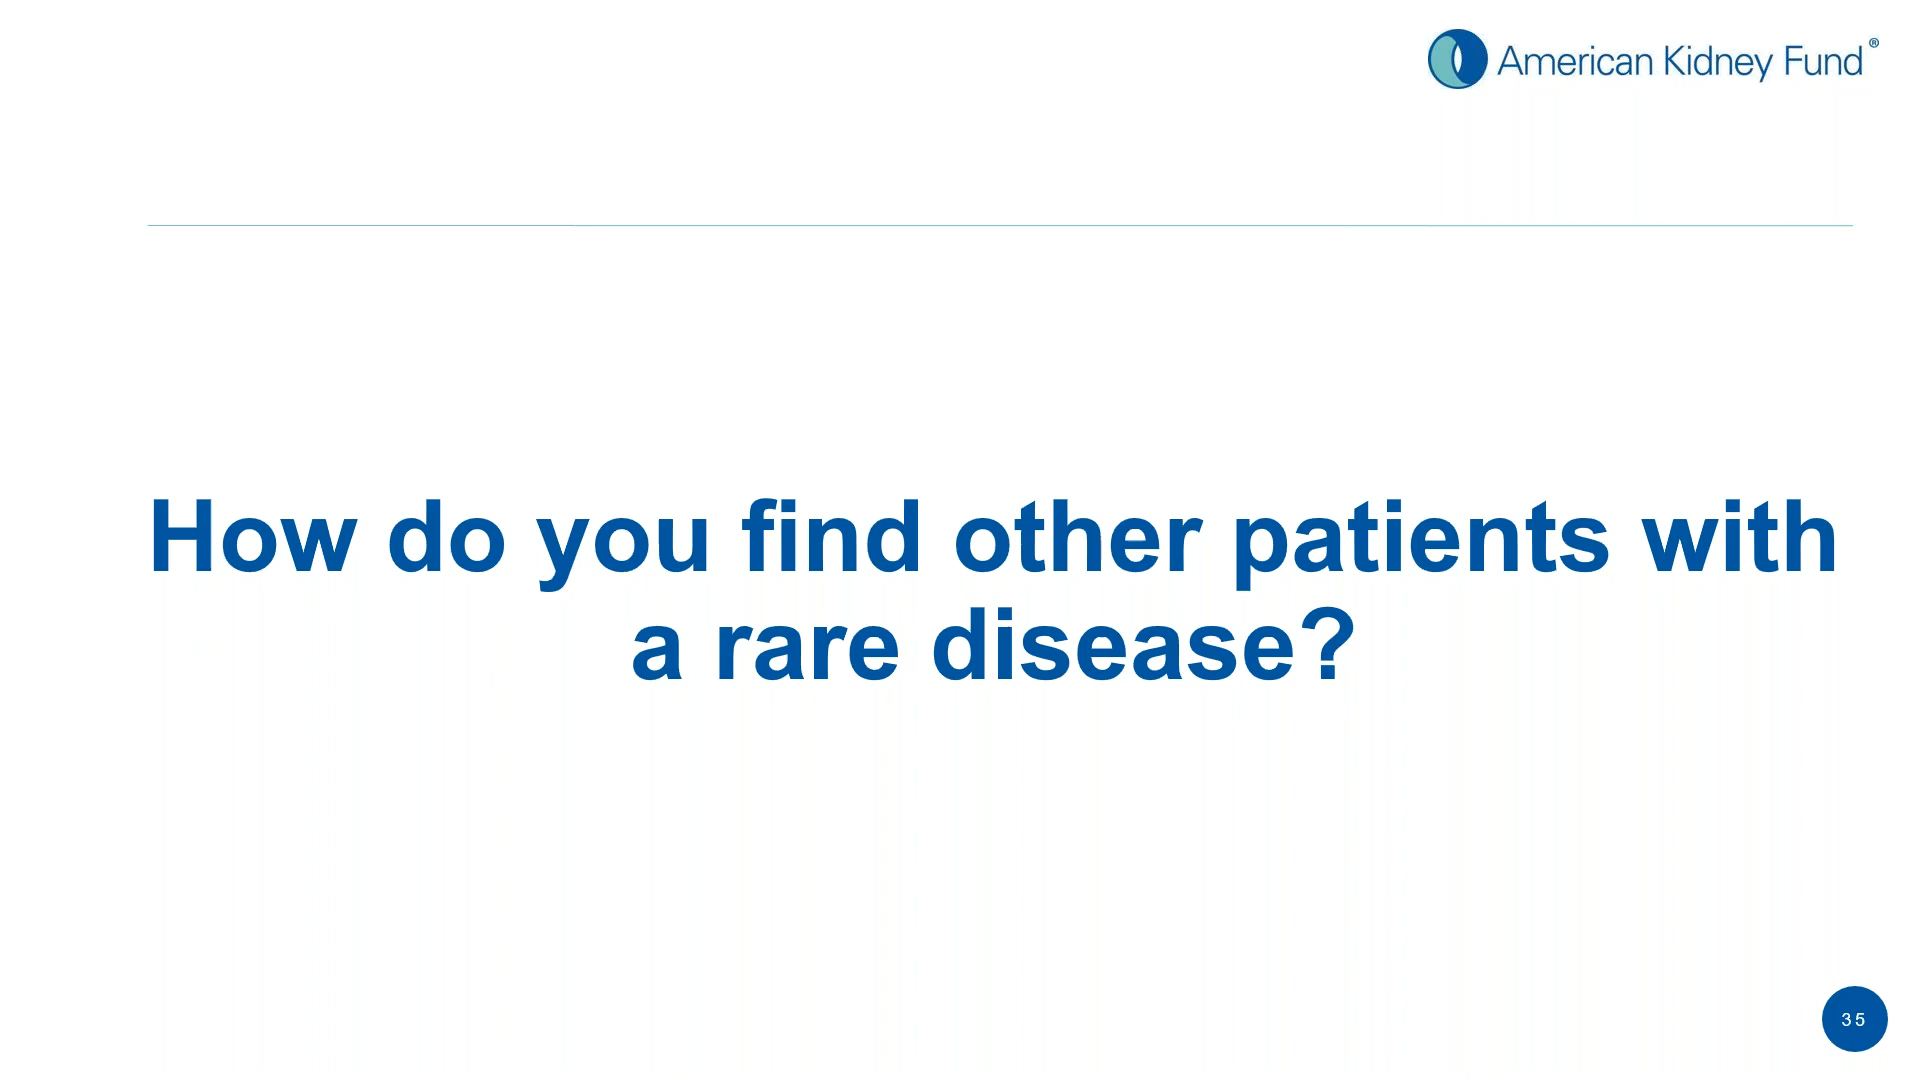 American Kidney Fund®
How do you find other patients with
a rare disease?
35